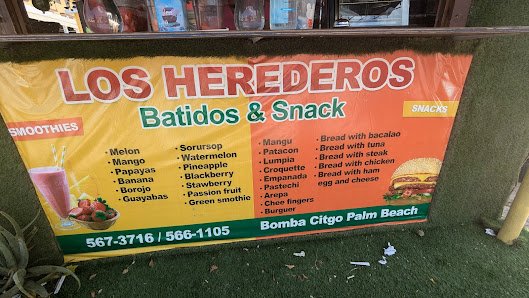 LOS HEREDEROS
Batidos & Snack
SMOOTHIES
SNACKS
· Melon
· Mango
· Papayas
· Banana
· Borojo
· Guayabas
· Sorursop
· Watermelon
· Pineapple
· Blackberry
· Stawberry
· Passion fruit
· Green smothie
· Mangu
· Patacon
· Lumpia
· Croquette
· Empanada
· Pastechi
· Arepa
· Chee fingers
· Burguer
· Bread with bacalao
· Bread with tuna
· Bread with steak
· Bread with chicken
· Bread with ham
egg and cheese
567-3716 / 566-1105
Bomba Citgo Palm Beach